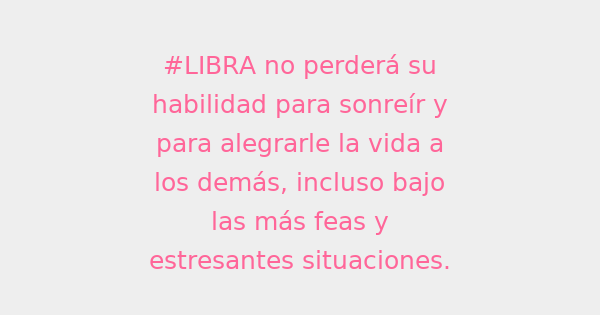 #LIBRA no perderá su
habilidad para sonreír y
para alegrarle la vida a
los demás, incluso bajo
las más feas y
estresantes situaciones.